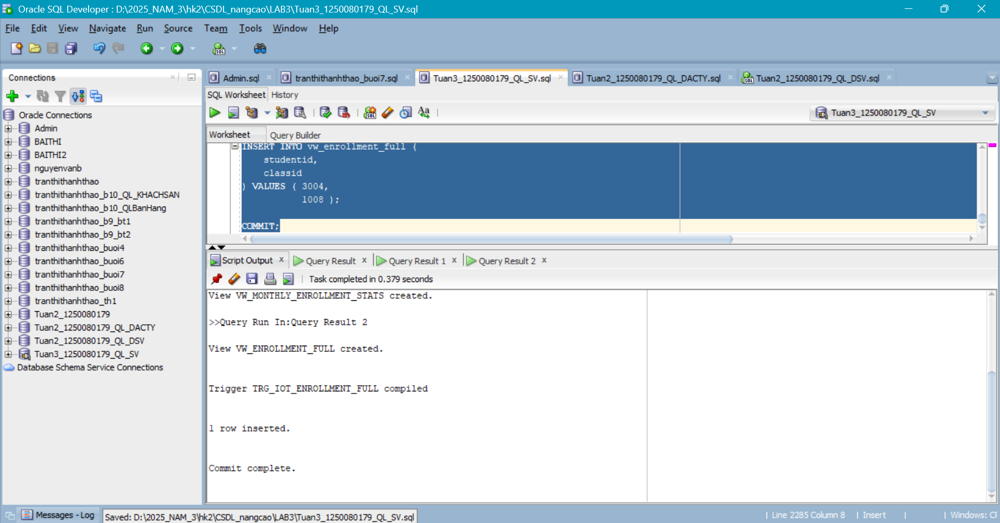 Oracle SQL Developer : D:\2025_NAM_3\hk2\CSDL_nangcao\LAB3\Tuan3_1250080179_QL_SV.sql
File Edit View Navigate Run Source Team Tools Window Help
Connections
Oracle Connections
Admin
BAITHI
BAITHI2
nguyenvanb
tranthithanhthao
tranthithanhthao_b10_QL_KHACHSAN
tranthithanhthao_b10_QLBanHang
tranthithanhthao_b9_bt1
tranthithanhthao_b9_bt2
tranthithanhthao_buoi4
tranthithanhthao_buoi6
tranthithanhthao_buoi7
tranthithanhthao_buoi8
tranthithanhthao_th1
Tuan2_1250080179
Tuan2_1250080179_QL_DACTY
Tuan2_1250080179_QL_DSV
Tuan3_1250080179_QL_SV
Database Schema Service Connections
Admin.sql tranthithanhthao_buoi7.sql Tuan3_1250080179_QL_SV.sql Tuan2_1250080179_QL_DACTY.sql Tuan2_1250080179_QL_DSV.sql
SQL Worksheet History
Tuan3_1250080179_QL_SV
Worksheet Query Builder
INSERT INTO vw_enrollment_full (
studentid,
classid
) VALUES ( 3004,
1008 );
COMMIT;
Script Output Query Result Query Result 1 Query Result 2
Task completed in 0.379 seconds
View VW_MONTHLY_ENROLLMENT_STATS created.
>>Query Run In:Query Result 2
View VW_ENROLLMENT_FULL created.
Trigger TRG_IOT_ENROLLMENT_FULL compiled
1 row inserted.
Commit complete.
Messages - Log
Saved: D:\2025_NAM_3\hk2\CSDL_nangcao\LAB3\Tuan3_1250080179_QL_SV.sql
Line 2285 Column 8 Insert Windows: